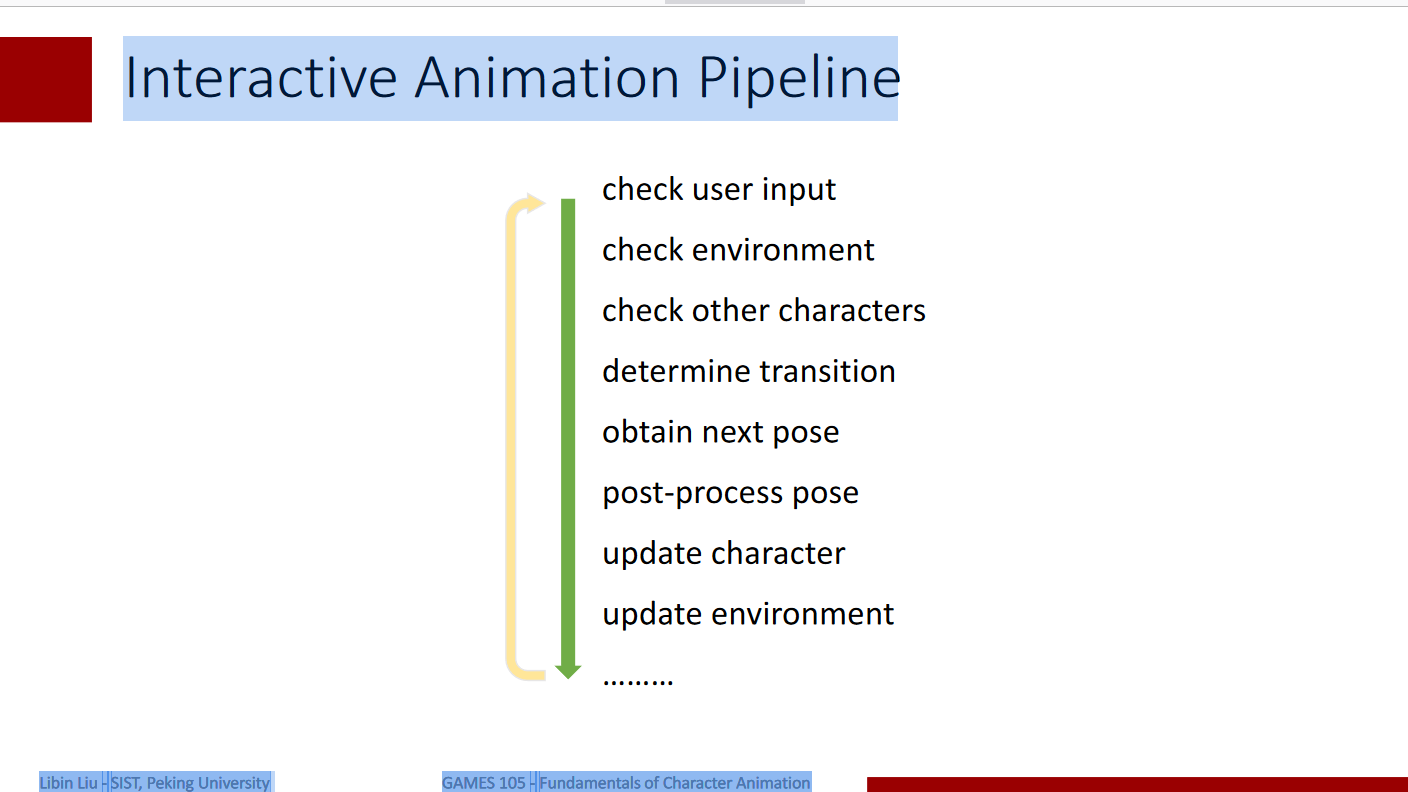 Interactive Animation Pipeline
check user input
check environment
check other characters
determine transition
obtain next pose
post-process pose
update character
update environment
………
Libin Liu - SIST, Peking University
GAMES 105 - Fundamentals of Character Animation